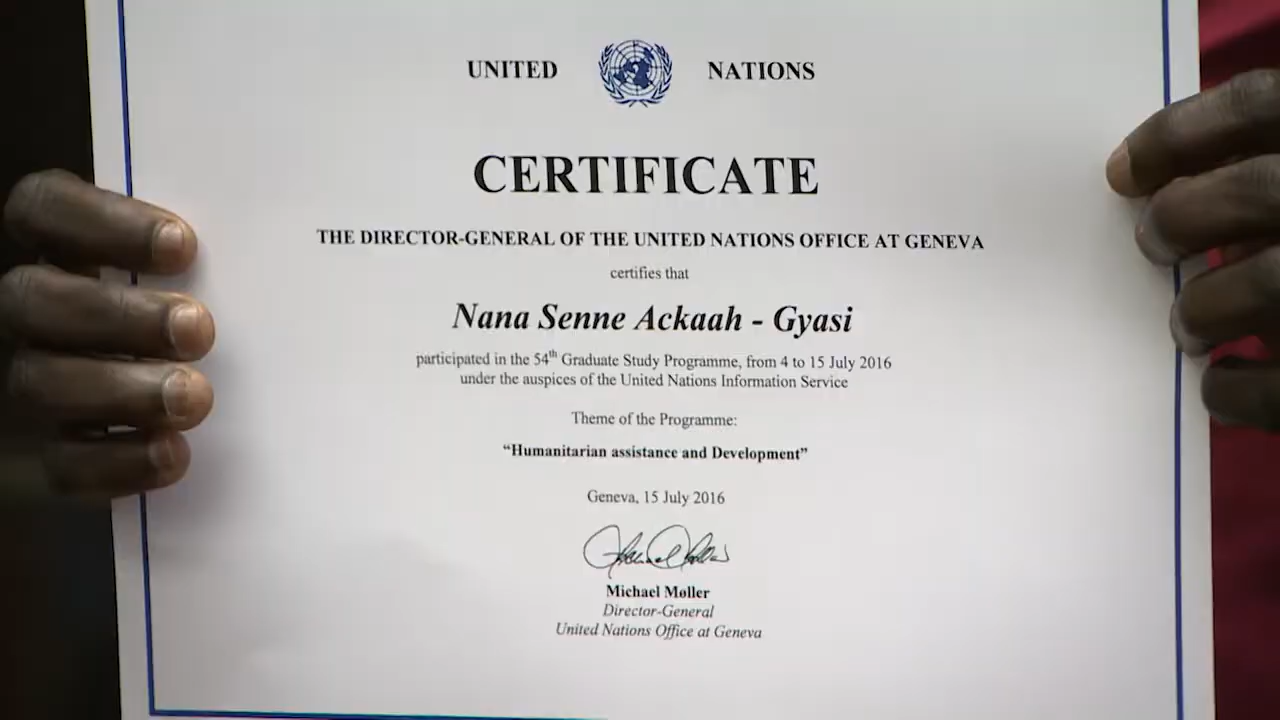 UNITED NATIONS
CERTIFICATE
THE DIRECTOR-GENERAL OF THE UNITED NATIONS OFFICE AT GENEVA
certifies that
Nana Senne Ackaah - Gyasi
participated in the 54th Graduate Study Programme, from 4 to 15 July 2016
under the auspices of the United Nations Information Service
Theme of the Programme:
“Humanitarian assistance and Development”
Geneva, 15 July 2016
Michael Møller
Director-General
United Nations Office at Geneva